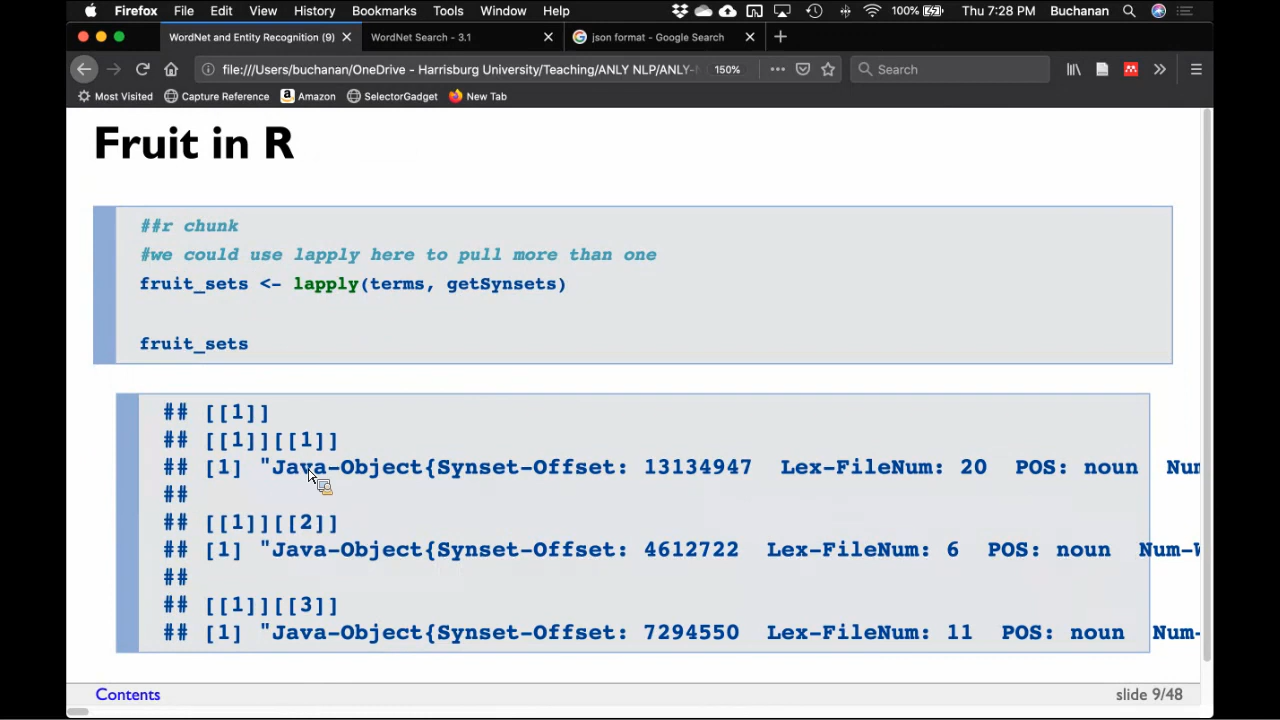 Firefox File Edit View History Bookmarks Tools Window Help 100% Thu 7:28 PM Buchanan
WordNet and Entity Recognition (9) WordNet Search - 3.1 json format - Google Search
file:///Users/buchanan/OneDrive - Harrisburg University/Teaching/ANLY NLP/ANLY- 150% Search
Most Visited Capture Reference Amazon SelectorGadget New Tab
Fruit in R
##r chunk
#we could use lapply here to pull more than one
fruit_sets <- lapply(terms, getSynsets)
fruit_sets
## [[1]]
## [[1]][[1]]
## [1] "Java-Object{Synset-Offset: 13134947 Lex-FileNum: 20 POS: noun Num
##
## [[1]][[2]]
## [1] "Java-Object{Synset-Offset: 4612722 Lex-FileNum: 6 POS: noun Num-W
##
## [[1]][[3]]
## [1] "Java-Object{Synset-Offset: 7294550 Lex-FileNum: 11 POS: noun Num-
Contents slide 9/48